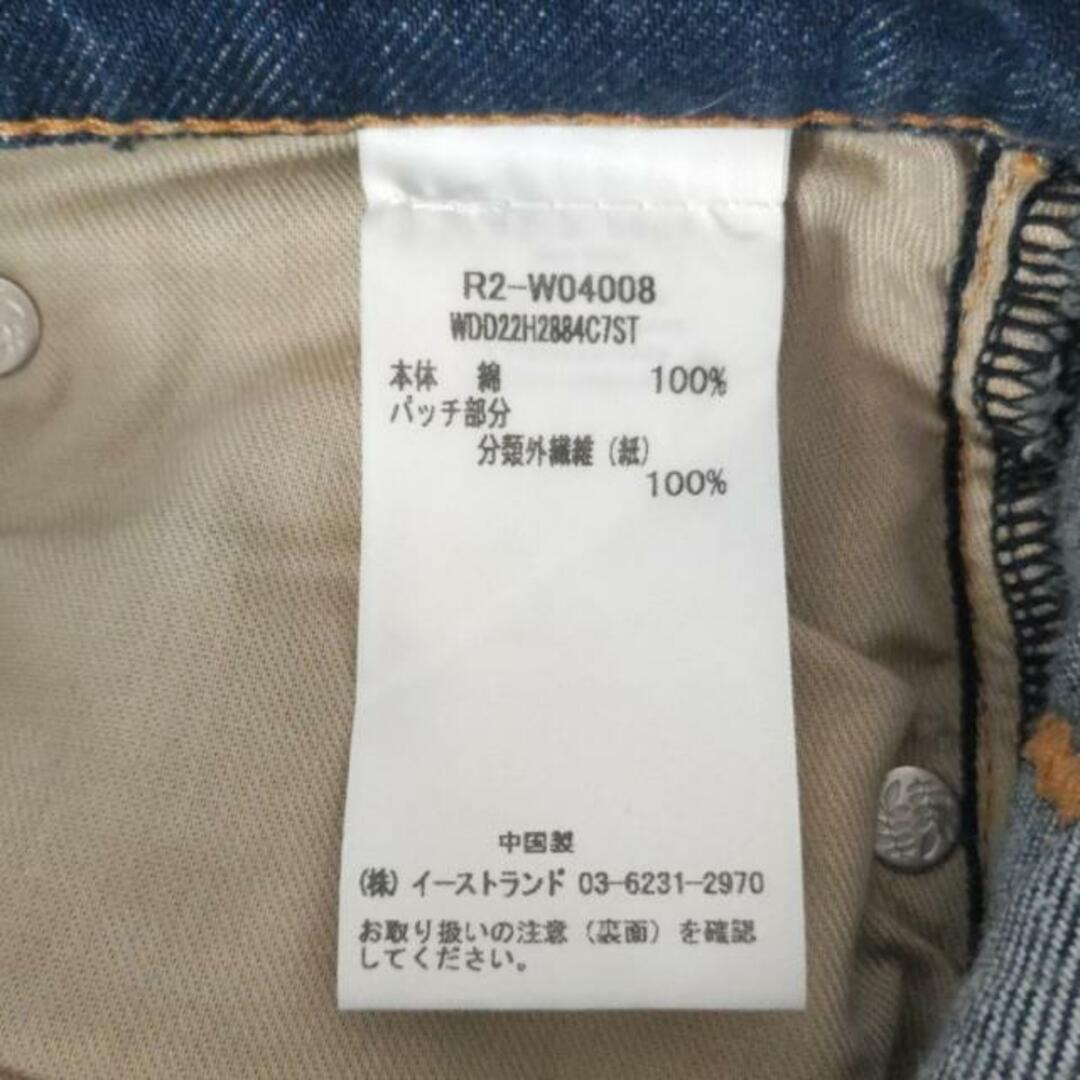 R2-W04008
WDD22H2884C7ST
本体 綿 100%
パッチ部分
分類外繊維（紙）
100%
中国製
（株）イーストランド 03-6231-2970
お取り扱いの注意（裏面）を確認
してください。